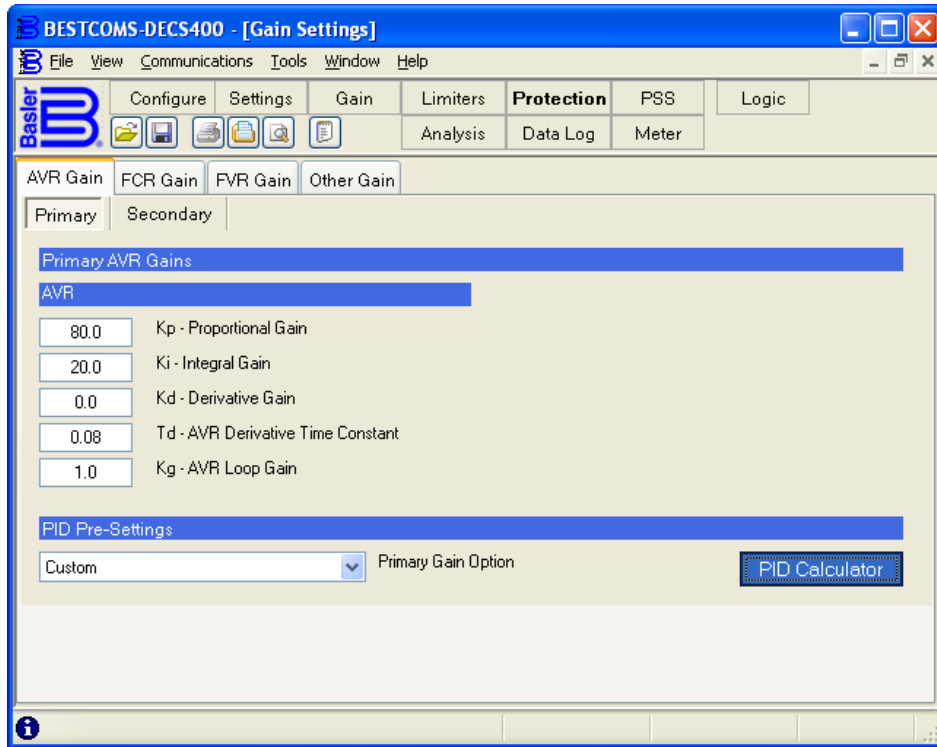 BESTCOMS-DECS400 - [Gain Settings]
File View Communications Tools Window Help
Basler
Configure Settings Gain Limiters Protection PSS Logic
Analysis Data Log Meter
AVR Gain FCR Gain FVR Gain Other Gain
Primary Secondary
Primary AVR Gains
AVR
80.0 Kp - Proportional Gain
20.0 Ki - Integral Gain
0.0 Kd - Derivative Gain
0.08 Td - AVR Derivative Time Constant
1.0 Kg - AVR Loop Gain
PID Pre-Settings
Custom Primary Gain Option PID Calculator